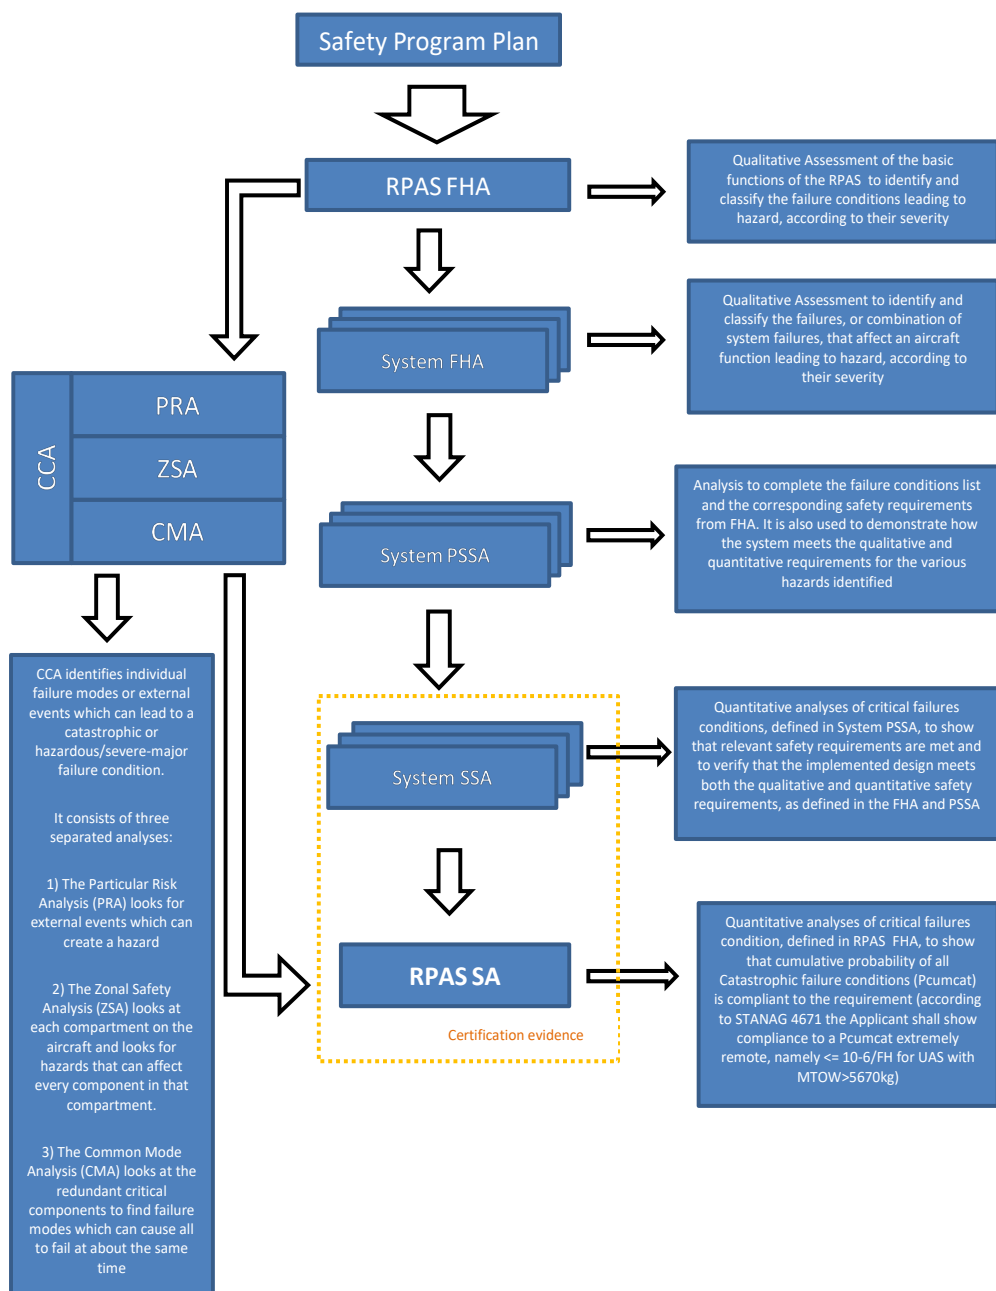 Safety Program Plan
RPAS FHA
Qualitative Assessment of the basic
functions of the RPAS to identify and
classify the failure conditions leading to
hazard, according to their severity
System FHA
Qualitative Assessment to identify and
classify the failures, or combination of
system failures, that affect an aircraft
function leading to hazard, according to
their severity
CCA
PRA
ZSA
CMA
System PSSA
Analysis to complete the failure conditions list
and the corresponding safety requirements
from FHA. It is also used to demonstrate how
the system meets the qualitative and
quantitative requirements for the various
hazards identified
CCA identifies individual
failure modes or external
events which can lead to a
catastrophic or
hazardous/severe-major
failure condition.
It consists of three
separated analyses:
1) The Particular Risk
Analysis (PRA) looks for
external events which can
create a hazard
2) The Zonal Safety
Analysis (ZSA) looks at
each compartment on the
aircraft and looks for
hazards that can affect
every component in that
compartment.
3) The Common Mode
Analysis (CMA) looks at the
redundant critical
components to find failure
modes which can cause all
to fail at about the same
time
System SSA
Quantitative analyses of critical failures
conditions, defined in System PSSA, to show
that relevant safety requirements are met and
to verify that the implemented design meets
both the qualitative and quantitative safety
requirements, as defined in the FHA and PSSA
RPAS SA
Certification evidence
Quantitative analyses of critical failures
condition, defined in RPAS FHA, to show
that cumulative probability of all
Catastrophic failure conditions (Pcumcat)
is compliant to the requirement (according
to STANAG 4671 the Applicant shall show
compliance to a Pcumcat extremely
remote, namely <= 10-6/FH for UAS with
MTOW>5670kg)